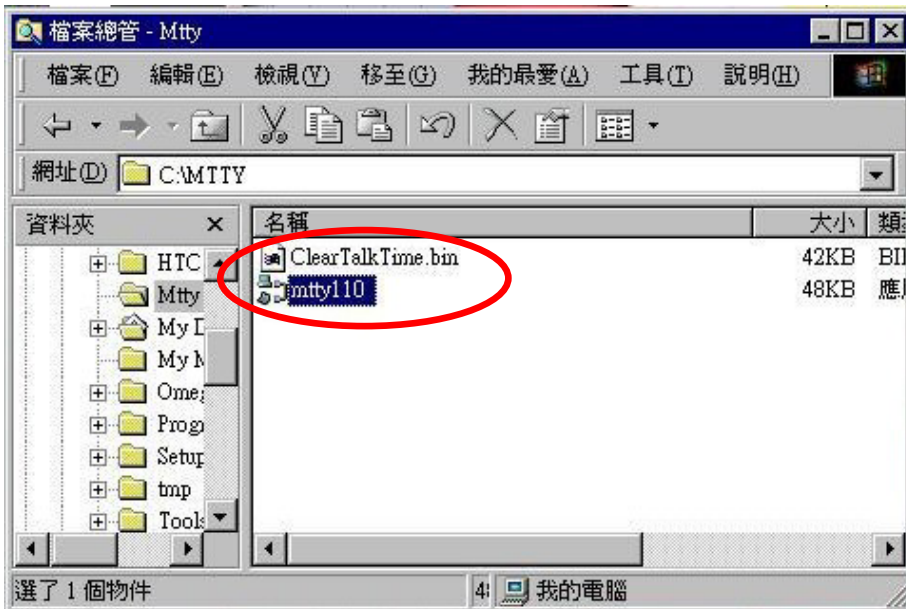 檔案總管 - Mtty
檔案(F) 編輯(E) 檢視(V) 移至(G) 我的最愛(A) 工具(T) 說明(H)
網址(D) C:\MTTY
資料夾 × 名稱 大小
HTC
Mtty
My
My
Tools
Setup
tmp
ClearTalkTime.bin 42KB
mtty110 48KB
選了 1 個物件 我的電腦